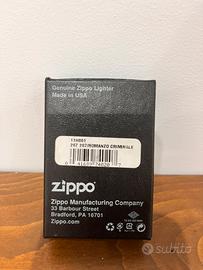 Genuine Zippo Lighter
Made in USA
207 207/ROMANZO CRIMINALE
zippo
Zippo Manufacturing Company
33 Barbour Street
Bradford, PA 16701
Zippo.com
subito